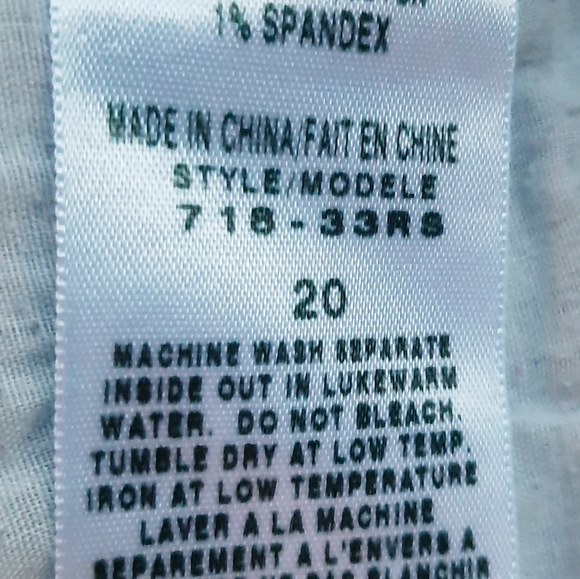 1% SPANDEX
MADE IN CHINA/FAIT EN CHINE
STYLE/MODELE
718-33RS
20
MACHINE WASH SEPARATE
INSIDE OUT IN LUKEWARM
WATER. DO NOT BLEACH.
TUMBLE DRY AT LOW TEMP.
IRON AT LOW TEMPERATURE
LAVER A LA MACHINE
SEPAREMENT A L'ENVERS A
PAS BLANCHIR